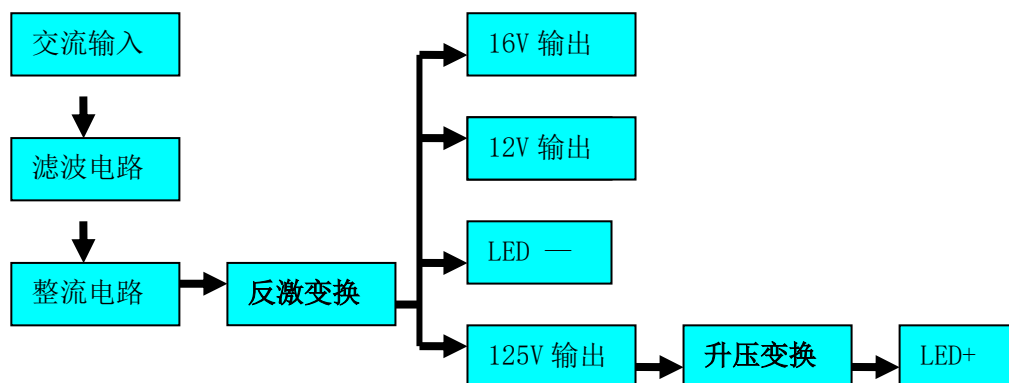 交流输入
滤波电路
整流电路
反激变换
16V 输出
12V 输出
LED —
125V 输出
升压变换
LED+